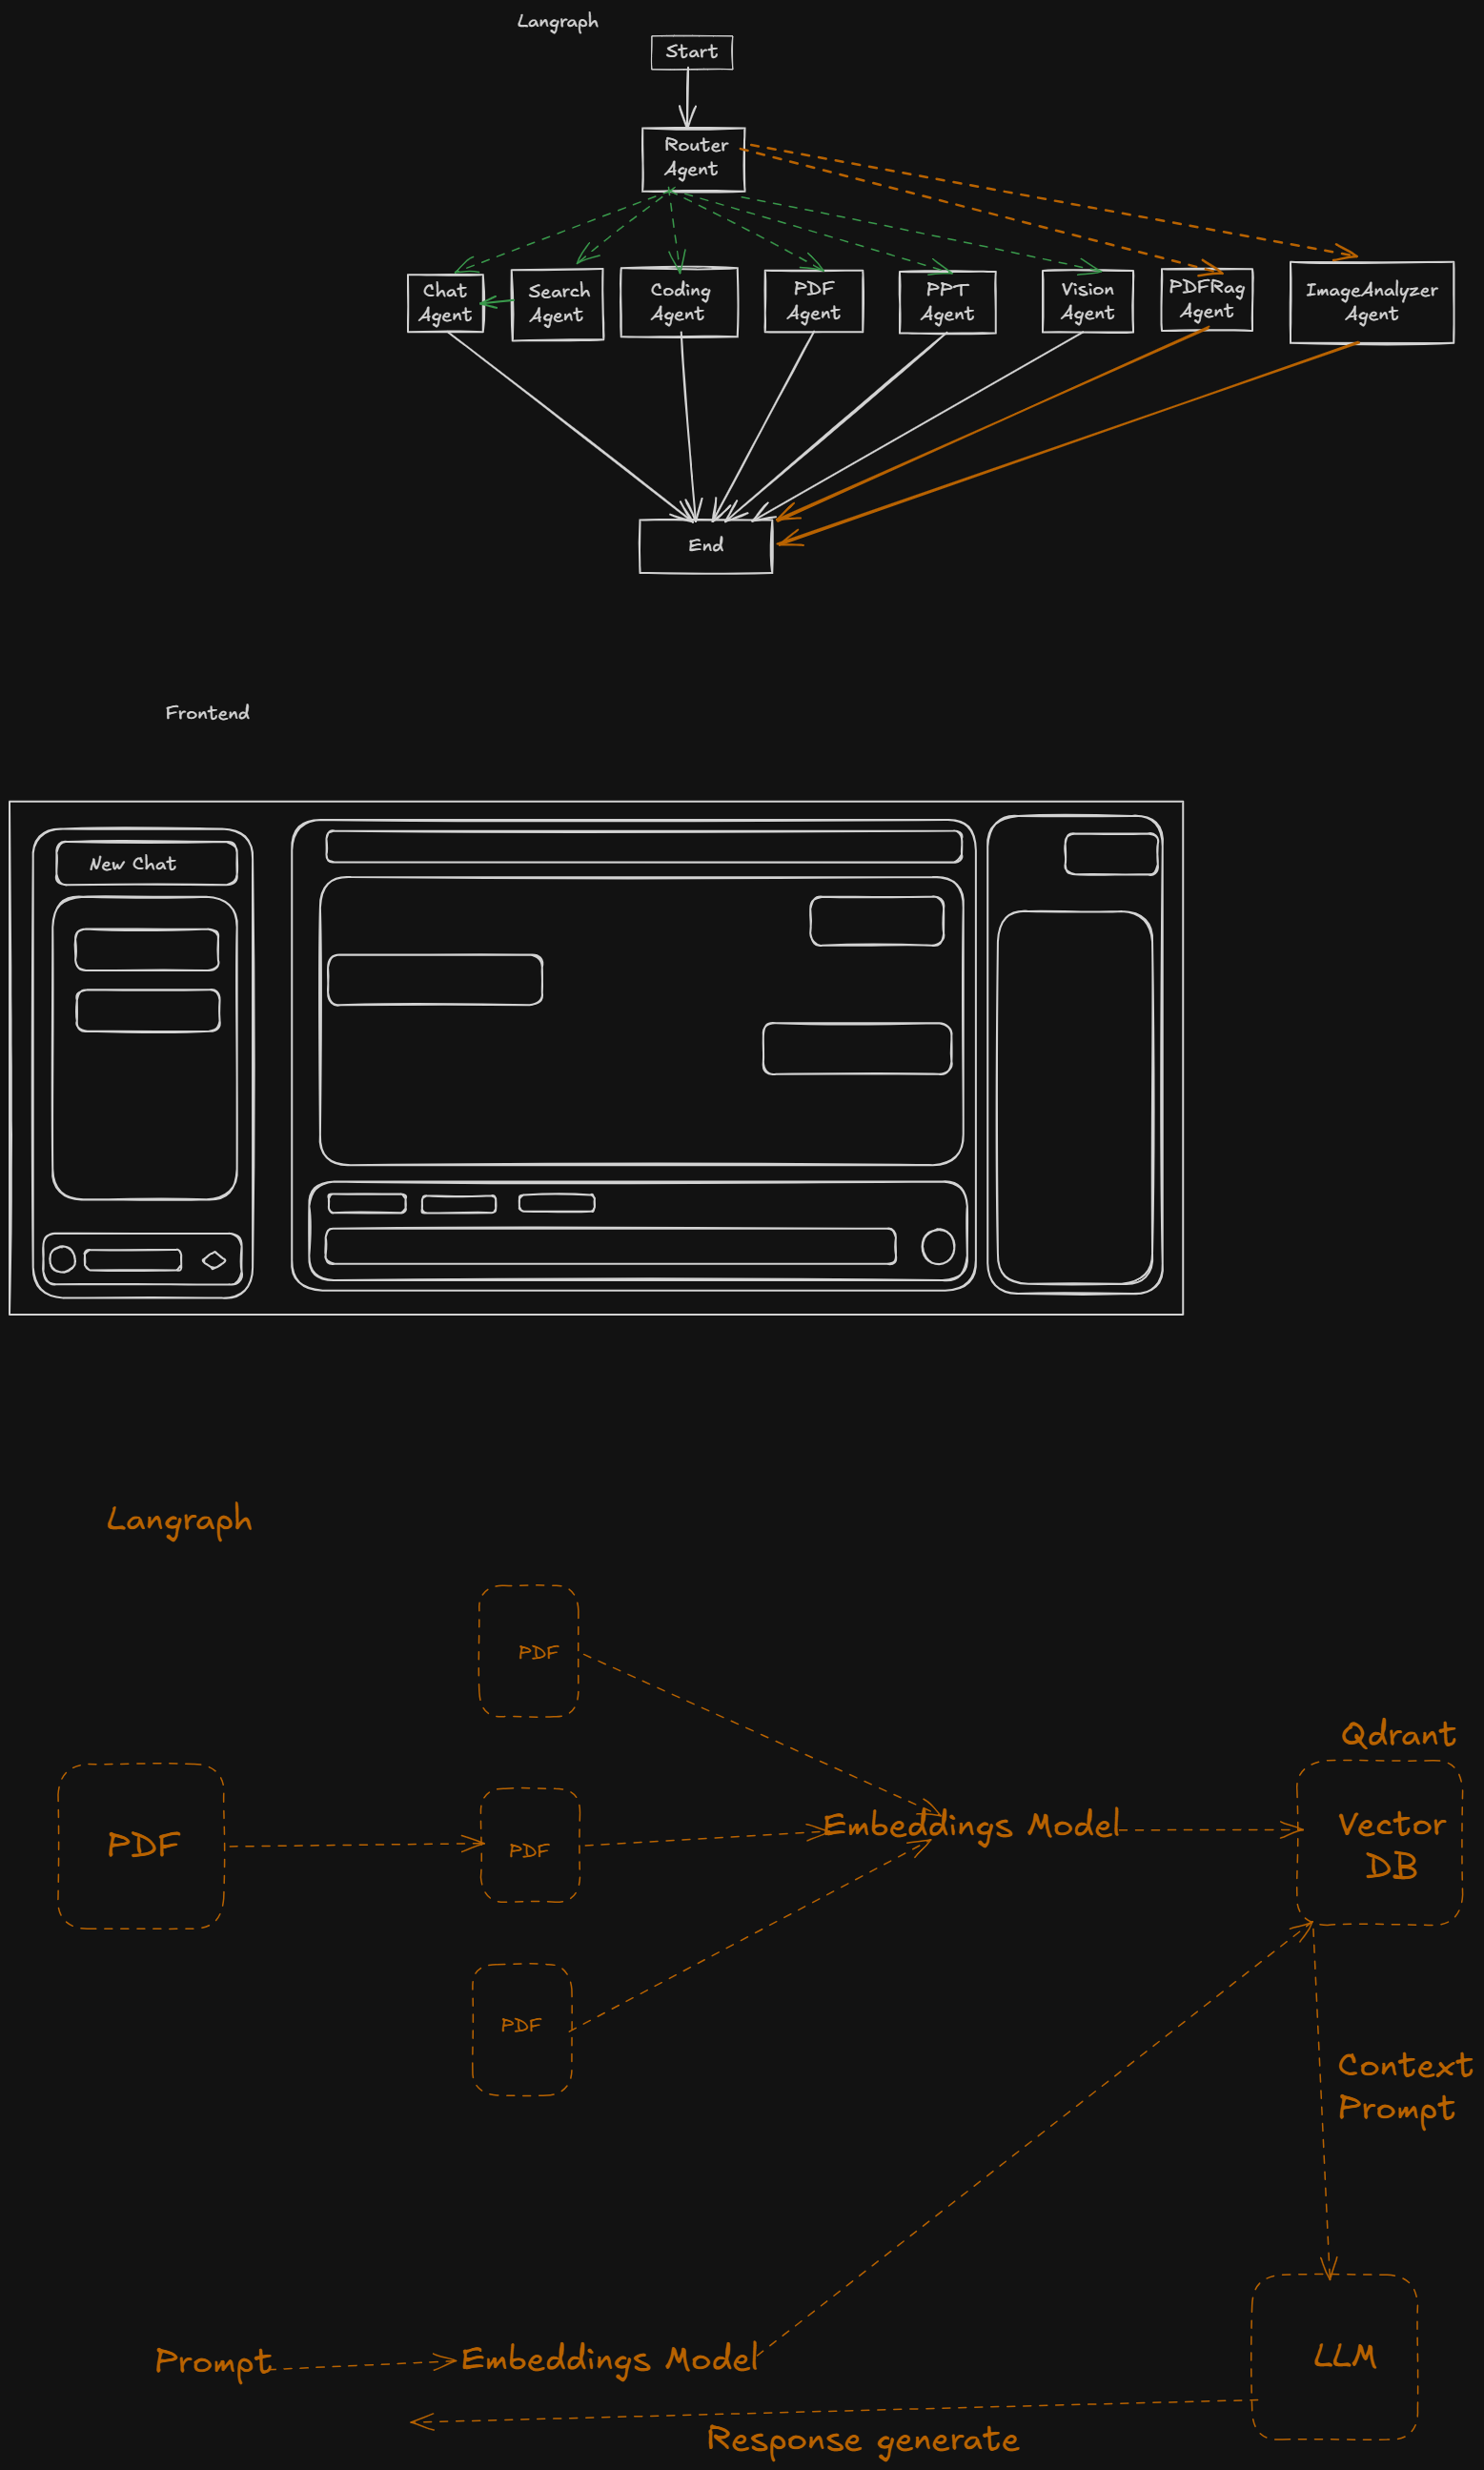 Langraph
Start
Router
Agent
Chat
Agent
Search
Agent
Coding
Agent
PDF
Agent
PPT
Agent
Vision
Agent
PDFRag
Agent
ImageAnalyzer
Agent
End
Frontend
New Chat
Langraph
PDF
PDF
PDF
PDF
Embeddings Model
Qdrant
Vector
DB
Context
Prompt
Prompt
Embeddings Model
LLM
Response generate